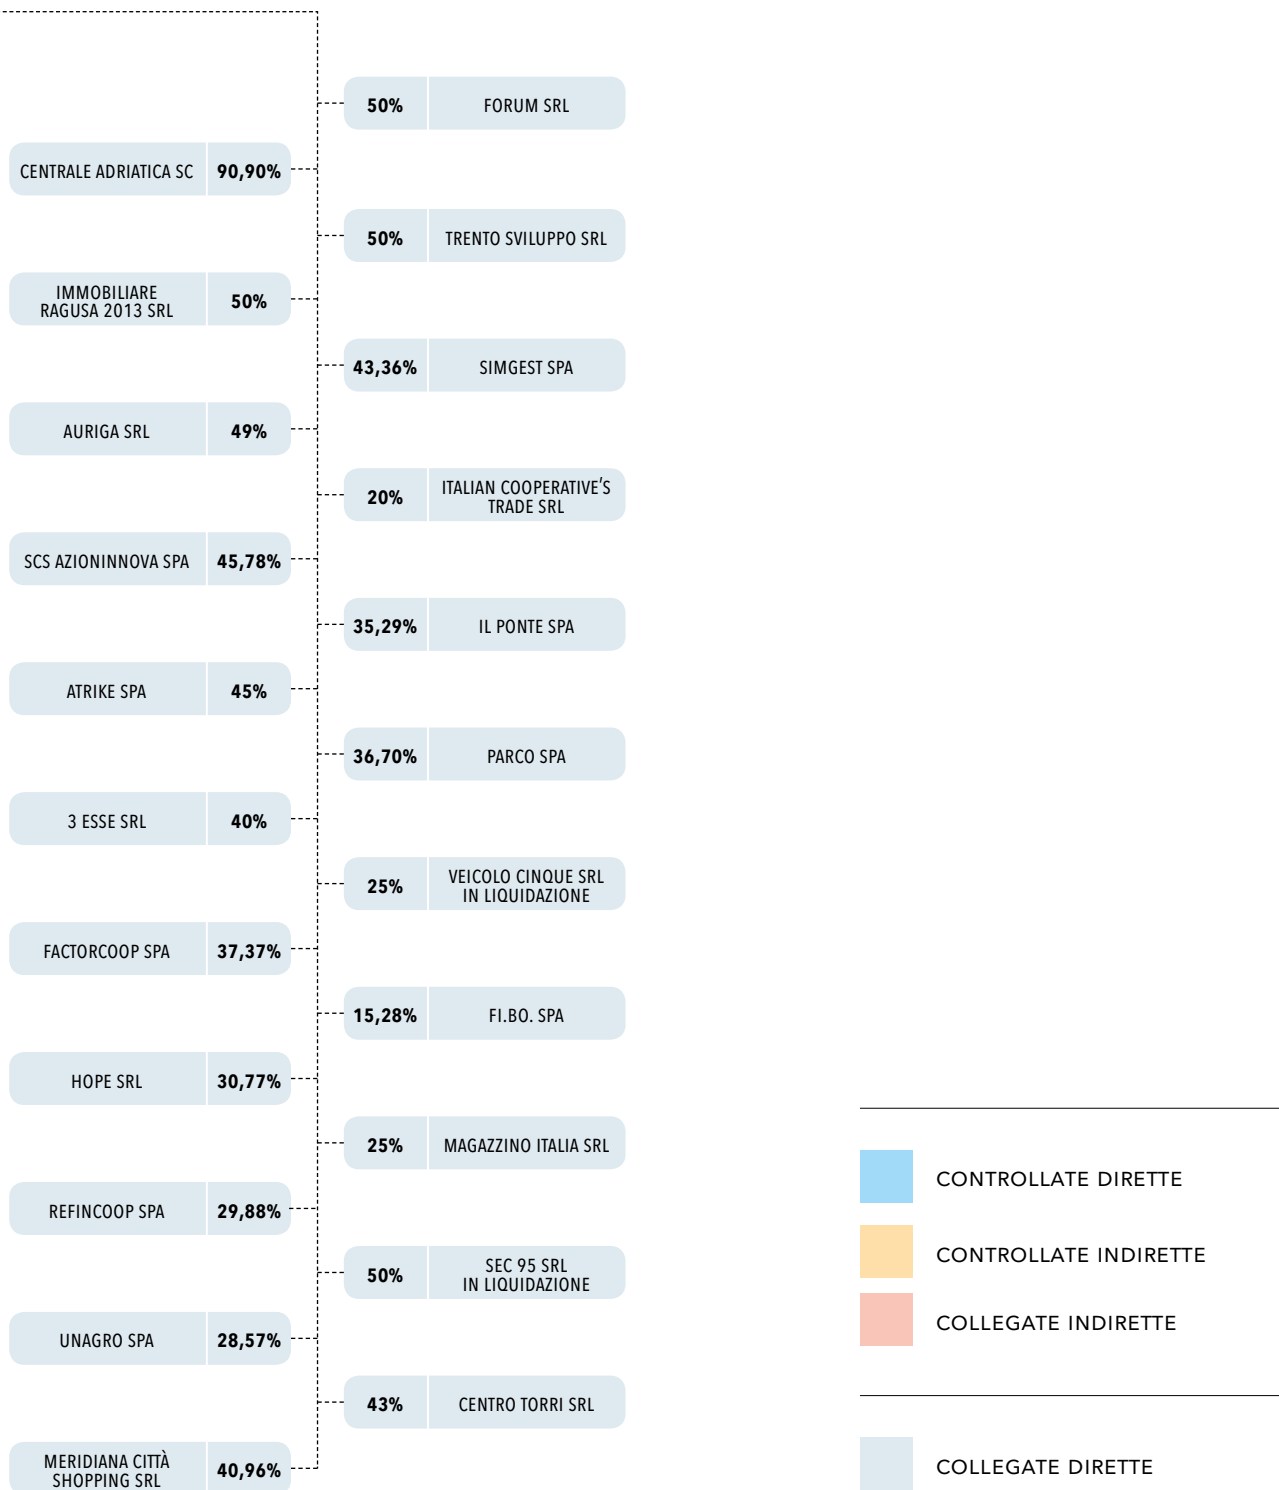 50% FORUM SRL
CENTRALE ADRIATICA SC 90,90%
50% TRENTO SVILUPPO SRL
IMMOBILIARE
RAGUSA 2013 SRL 50%
43,36% SIMGEST SPA
AURIGA SRL 49%
20% ITALIAN COOPERATIVE'S
TRADE SRL
SCS AZIONINNOVA SPA 45,78%
35,29% IL PONTE SPA
ATRIKE SPA 45%
36,70% PARCO SPA
3 ESSE SRL 40%
25% VEICOLO CINQUE SRL
IN LIQUIDAZIONE
FACTORCOOP SPA 37,37%
15,28% FI.BO. SPA
HOPE SRL 30,77%
25% MAGAZZINO ITALIA SRL
REFINCOOP SPA 29,88%
50% SEC 95 SRL
IN LIQUIDAZIONE
UNAGRO SPA 28,57%
43% CENTRO TORRI SRL
MERIDIANA CITTÀ
SHOPPING SRL 40,96%
CONTROLLATE DIRETTE
CONTROLLATE INDIRETTE
COLLEGATE INDIRETTE
COLLEGATE DIRETTE